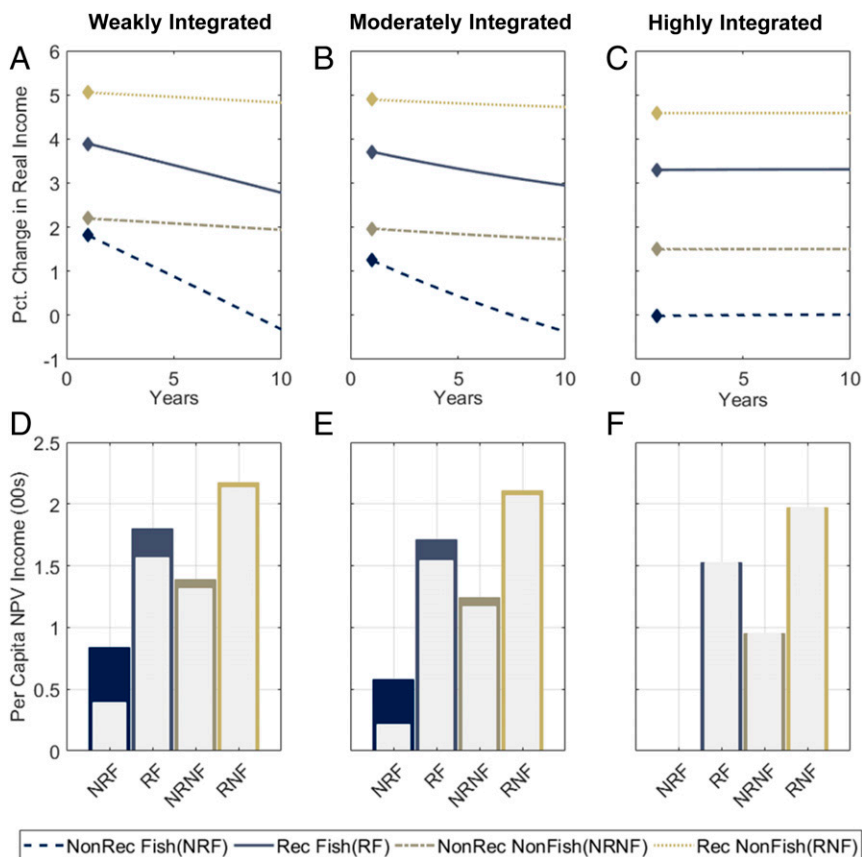 Weakly Integrated
Moderately Integrated
Highly Integrated
A
B
C
Pct. Change in Real Income
6
5
4
3
2
1
0
-1
0
5
10
Years
0
5
10
Years
0
5
10
Years
D
E
F
Per Capita NPV Income (00s)
2.5
2
1.5
1
0.5
0
NRF
RF
NRNF
RNF
NRF
RF
NRNF
RNF
NRF
RF
NRNF
RNF
NonRec Fish(NRF)
Rec Fish(RF)
NonRec NonFish(NRNF)
Rec NonFish(RNF)